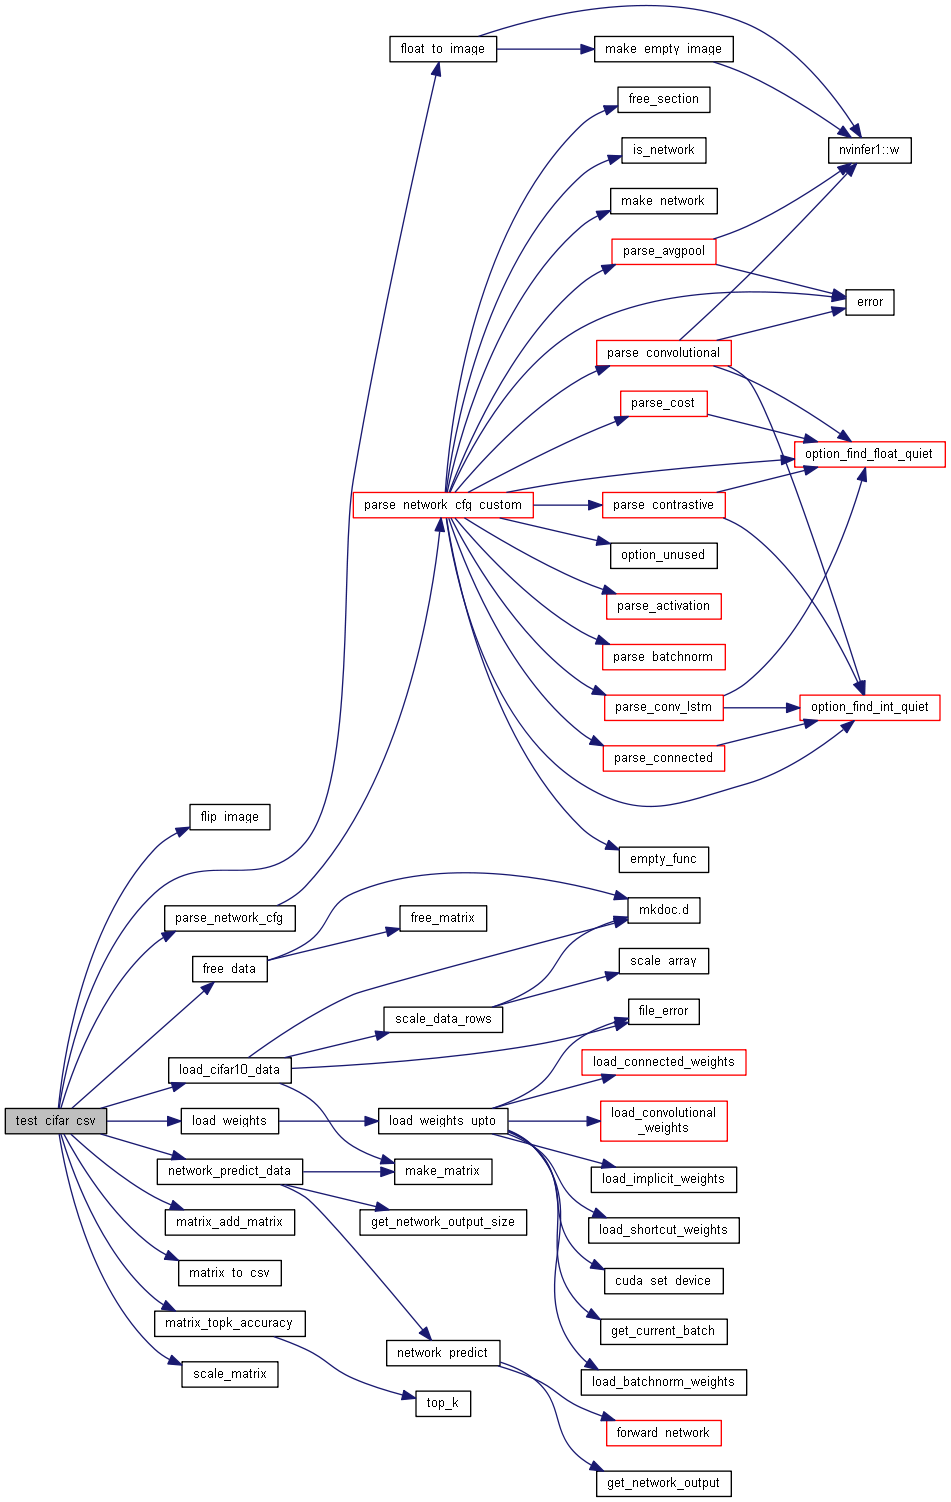 float_to_image
make_empty_image
free_section
nvinfer1::w
is_network
make_network
parse_avgpool
error
parse_convolutional
parse_cost
option_find_float_quiet
parse_network_cfg_custom
parse_contrastive
option_unused
parse_activation
parse_batchnorm
parse_conv_lstm
option_find_int_quiet
parse_connected
flip_image
empty_func
parse_network_cfg
free_matrix
mkdoc.d
free_data
scale_array
scale_data_rows
file_error
load_cifar10_data
load_connected_weights
test_cifar_csv
load_weights
load_weights_upto
load_convolutional
_weights
network_predict_data
make_matrix
load_implicit_weights
matrix_add_matrix
get_network_output_size
load_shortcut_weights
matrix_to_csv
cuda_set_device
matrix_topk_accuracy
get_current_batch
network_predict
scale_matrix
load_batchnorm_weights
top_k
forward_network
get_network_output